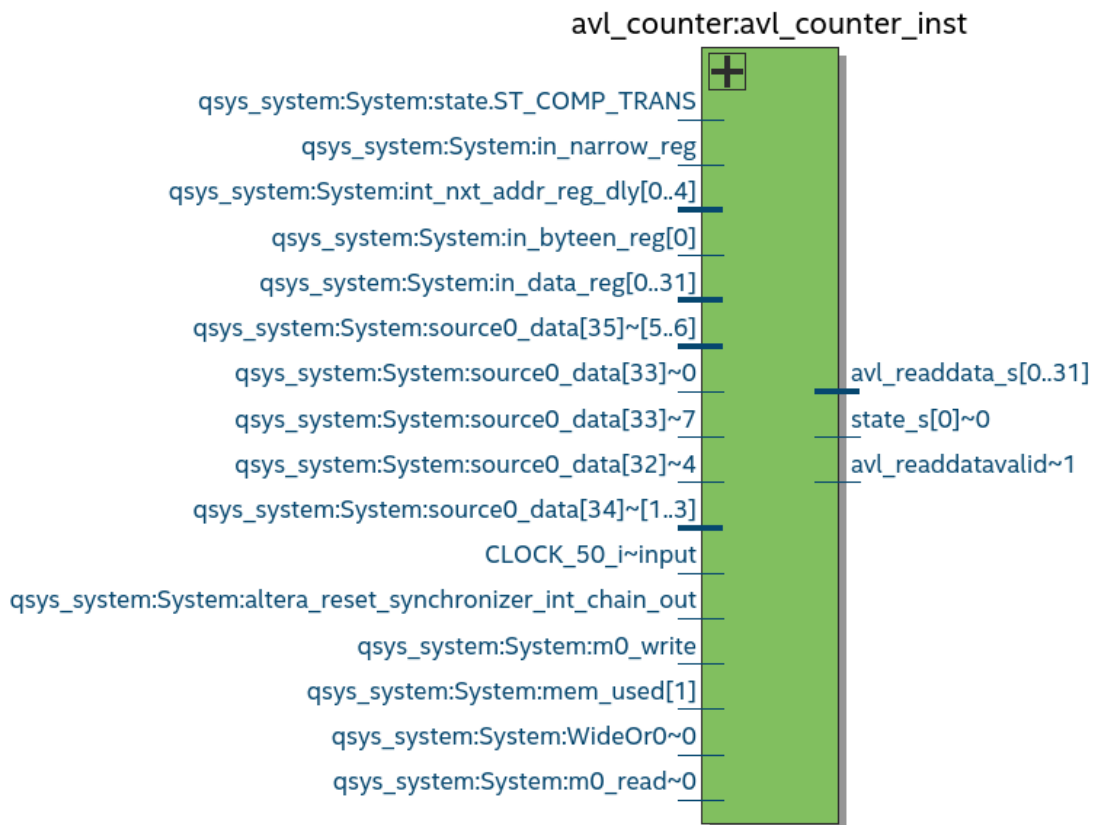 avl_counter:avl_counter_inst
qsys_system:System:state.ST_COMP_TRANS
qsys_system:System:in_narrow_reg
qsys_system:System:int_nxt_addr_reg_dly[0..4]
qsys_system:System:in_byteen_reg[0]
qsys_system:System:in_data_reg[0..31]
qsys_system:System:source0_data[35]~[5..6]
qsys_system:System:source0_data[33]~0
avl_readdata_s[0..31]
qsys_system:System:source0_data[33]~7
state_s[0]~0
qsys_system:System:source0_data[32]~4
avl_readdatavalid~1
qsys_system:System:source0_data[34]~[1..3]
CLOCK_50_i~input
qsys_system:System:altera_reset_synchronizer_int_chain_out
qsys_system:System:m0_write
qsys_system:System:mem_used[1]
qsys_system:System:WideOr0~0
qsys_system:System:m0_read~0